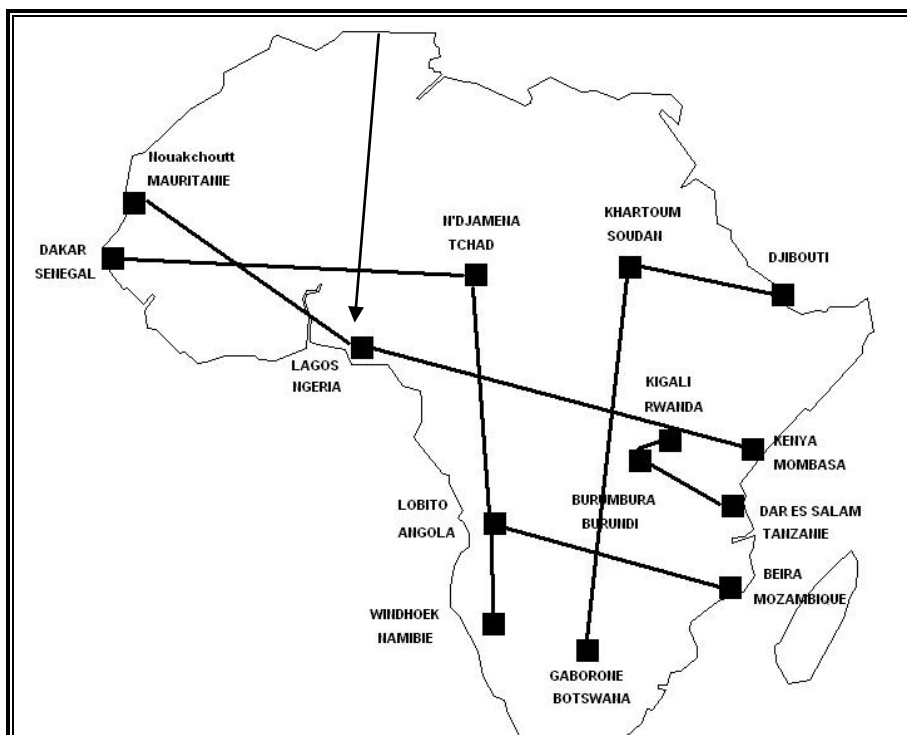 Nouakchoutt
MAURITANIE
N'DJAMENA
TCHAD
KHARTOUM
SOUDAN
DAKAR
SENEGAL
DJIBOUTI
LAGOS
NGERIA
KIGALI
RWANDA
KENYA
MOMBASA
BURUMBURA
BURUNDI
LOBITO
ANGOLA
DAR ES SALAM
TANZANIE
BEIRA
MOZAMBIQUE
WINDHOEK
NAMIBIE
GABORONE
BOTSWANA